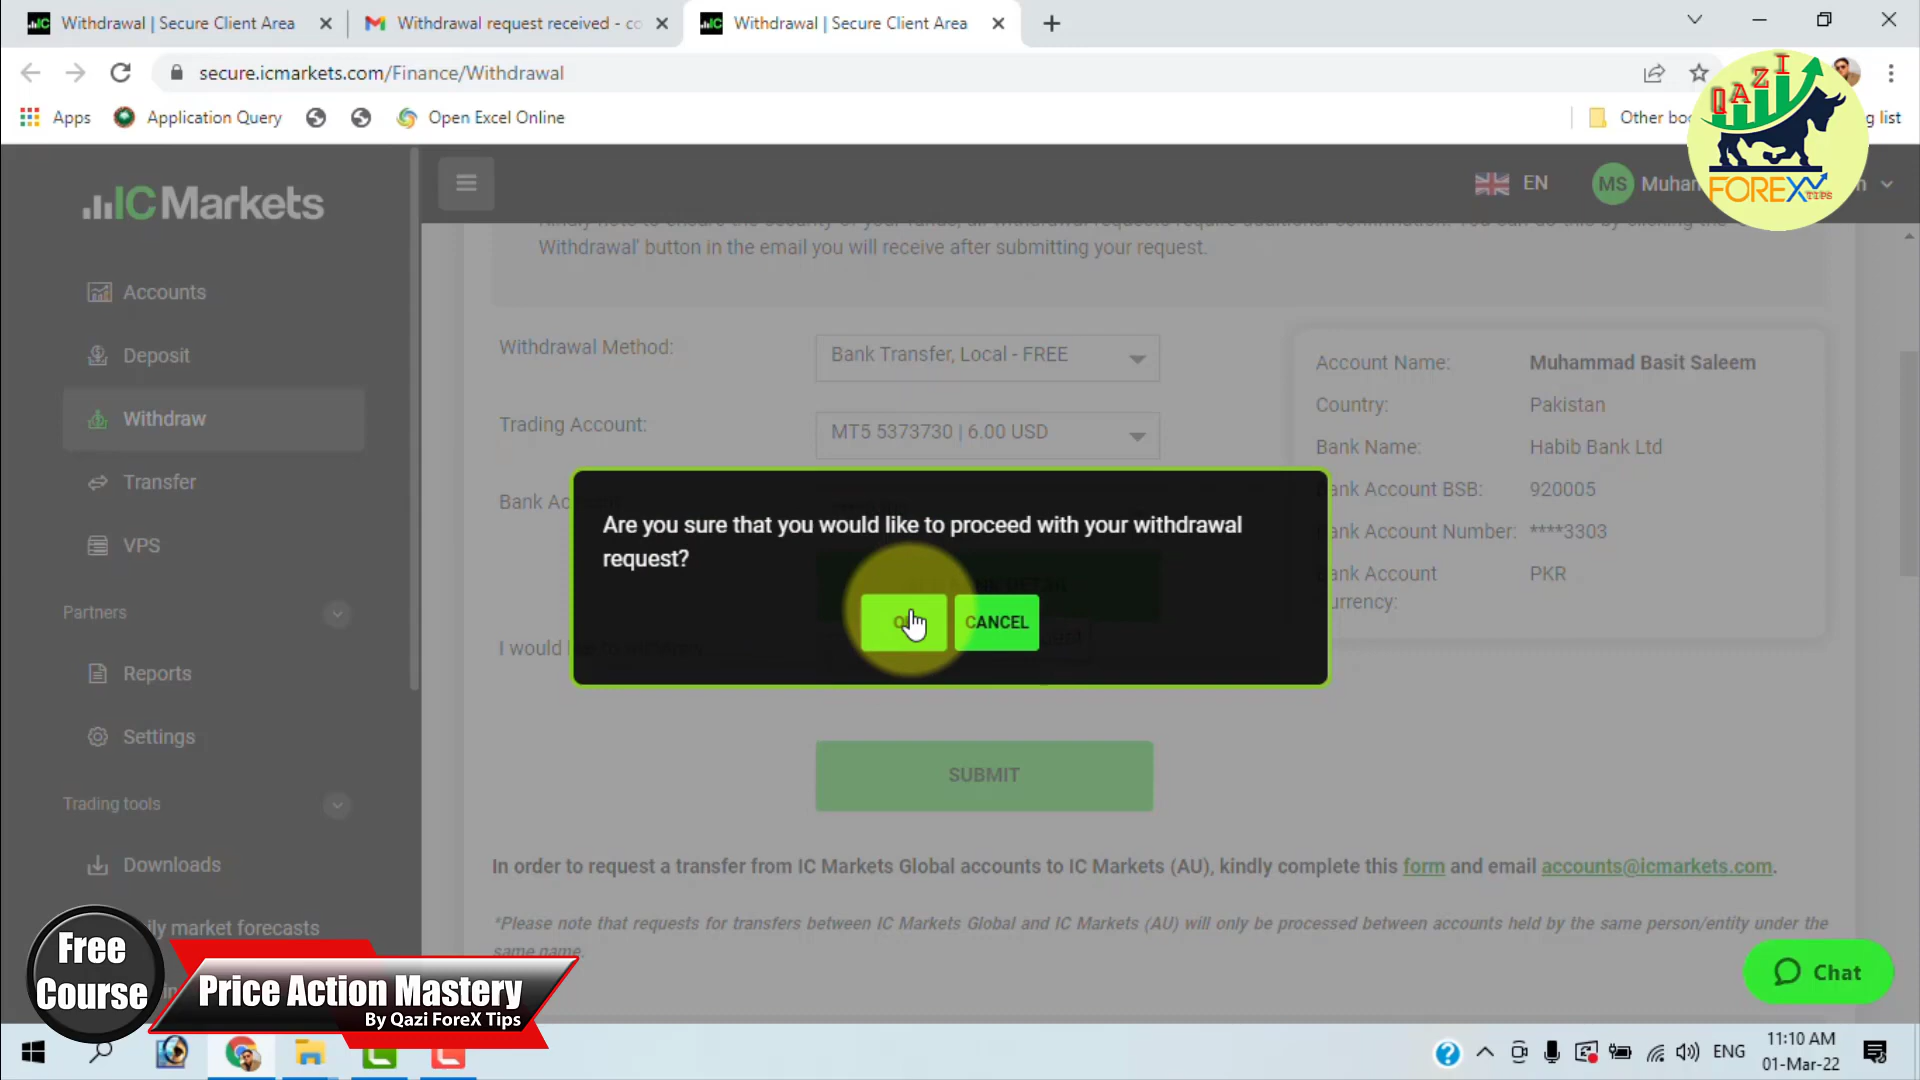 Withdrawal | Secure Client Area
Withdrawal request received - co
Withdrawal | Secure Client Area
secure.icmarkets.com/Finance/Withdrawal
Apps
Application Query
Open Excel Online
Other bo
g list
QAZI
FOREX
TIPS
IC Markets
EN
MS
Muha
Accounts
Deposit
Withdraw
Transfer
VPS
Partners
Reports
Settings
Trading tools
Downloads
ily market forecasts
Withdrawal' button in the email you will receive after submitting your request.
Withdrawal Method:
Bank Transfer, Local - FREE
Trading Account:
MT5 5373730 | 6.00 USD
Bank Ac
I would
Account Name: Muhammad Basit Saleem
Country: Pakistan
Bank Name: Habib Bank Ltd
ank Account BSB: 920005
ank Account Number: ****3303
ank Account PKR
urrency:
Are you sure that you would like to proceed with your withdrawal
request?
CANCEL
SUBMIT
In order to request a transfer from IC Markets Global accounts to IC Markets (AU), kindly complete this form and email accounts@icmarkets.com.
*Please note that requests for transfers between IC Markets Global and IC Markets (AU) will only be processed between accounts held by the same person/entity under the
same name.
Chat
Free
Course
Price Action Mastery
By Qazi ForeX Tips
ENG
11:10 AM
01-Mar-22